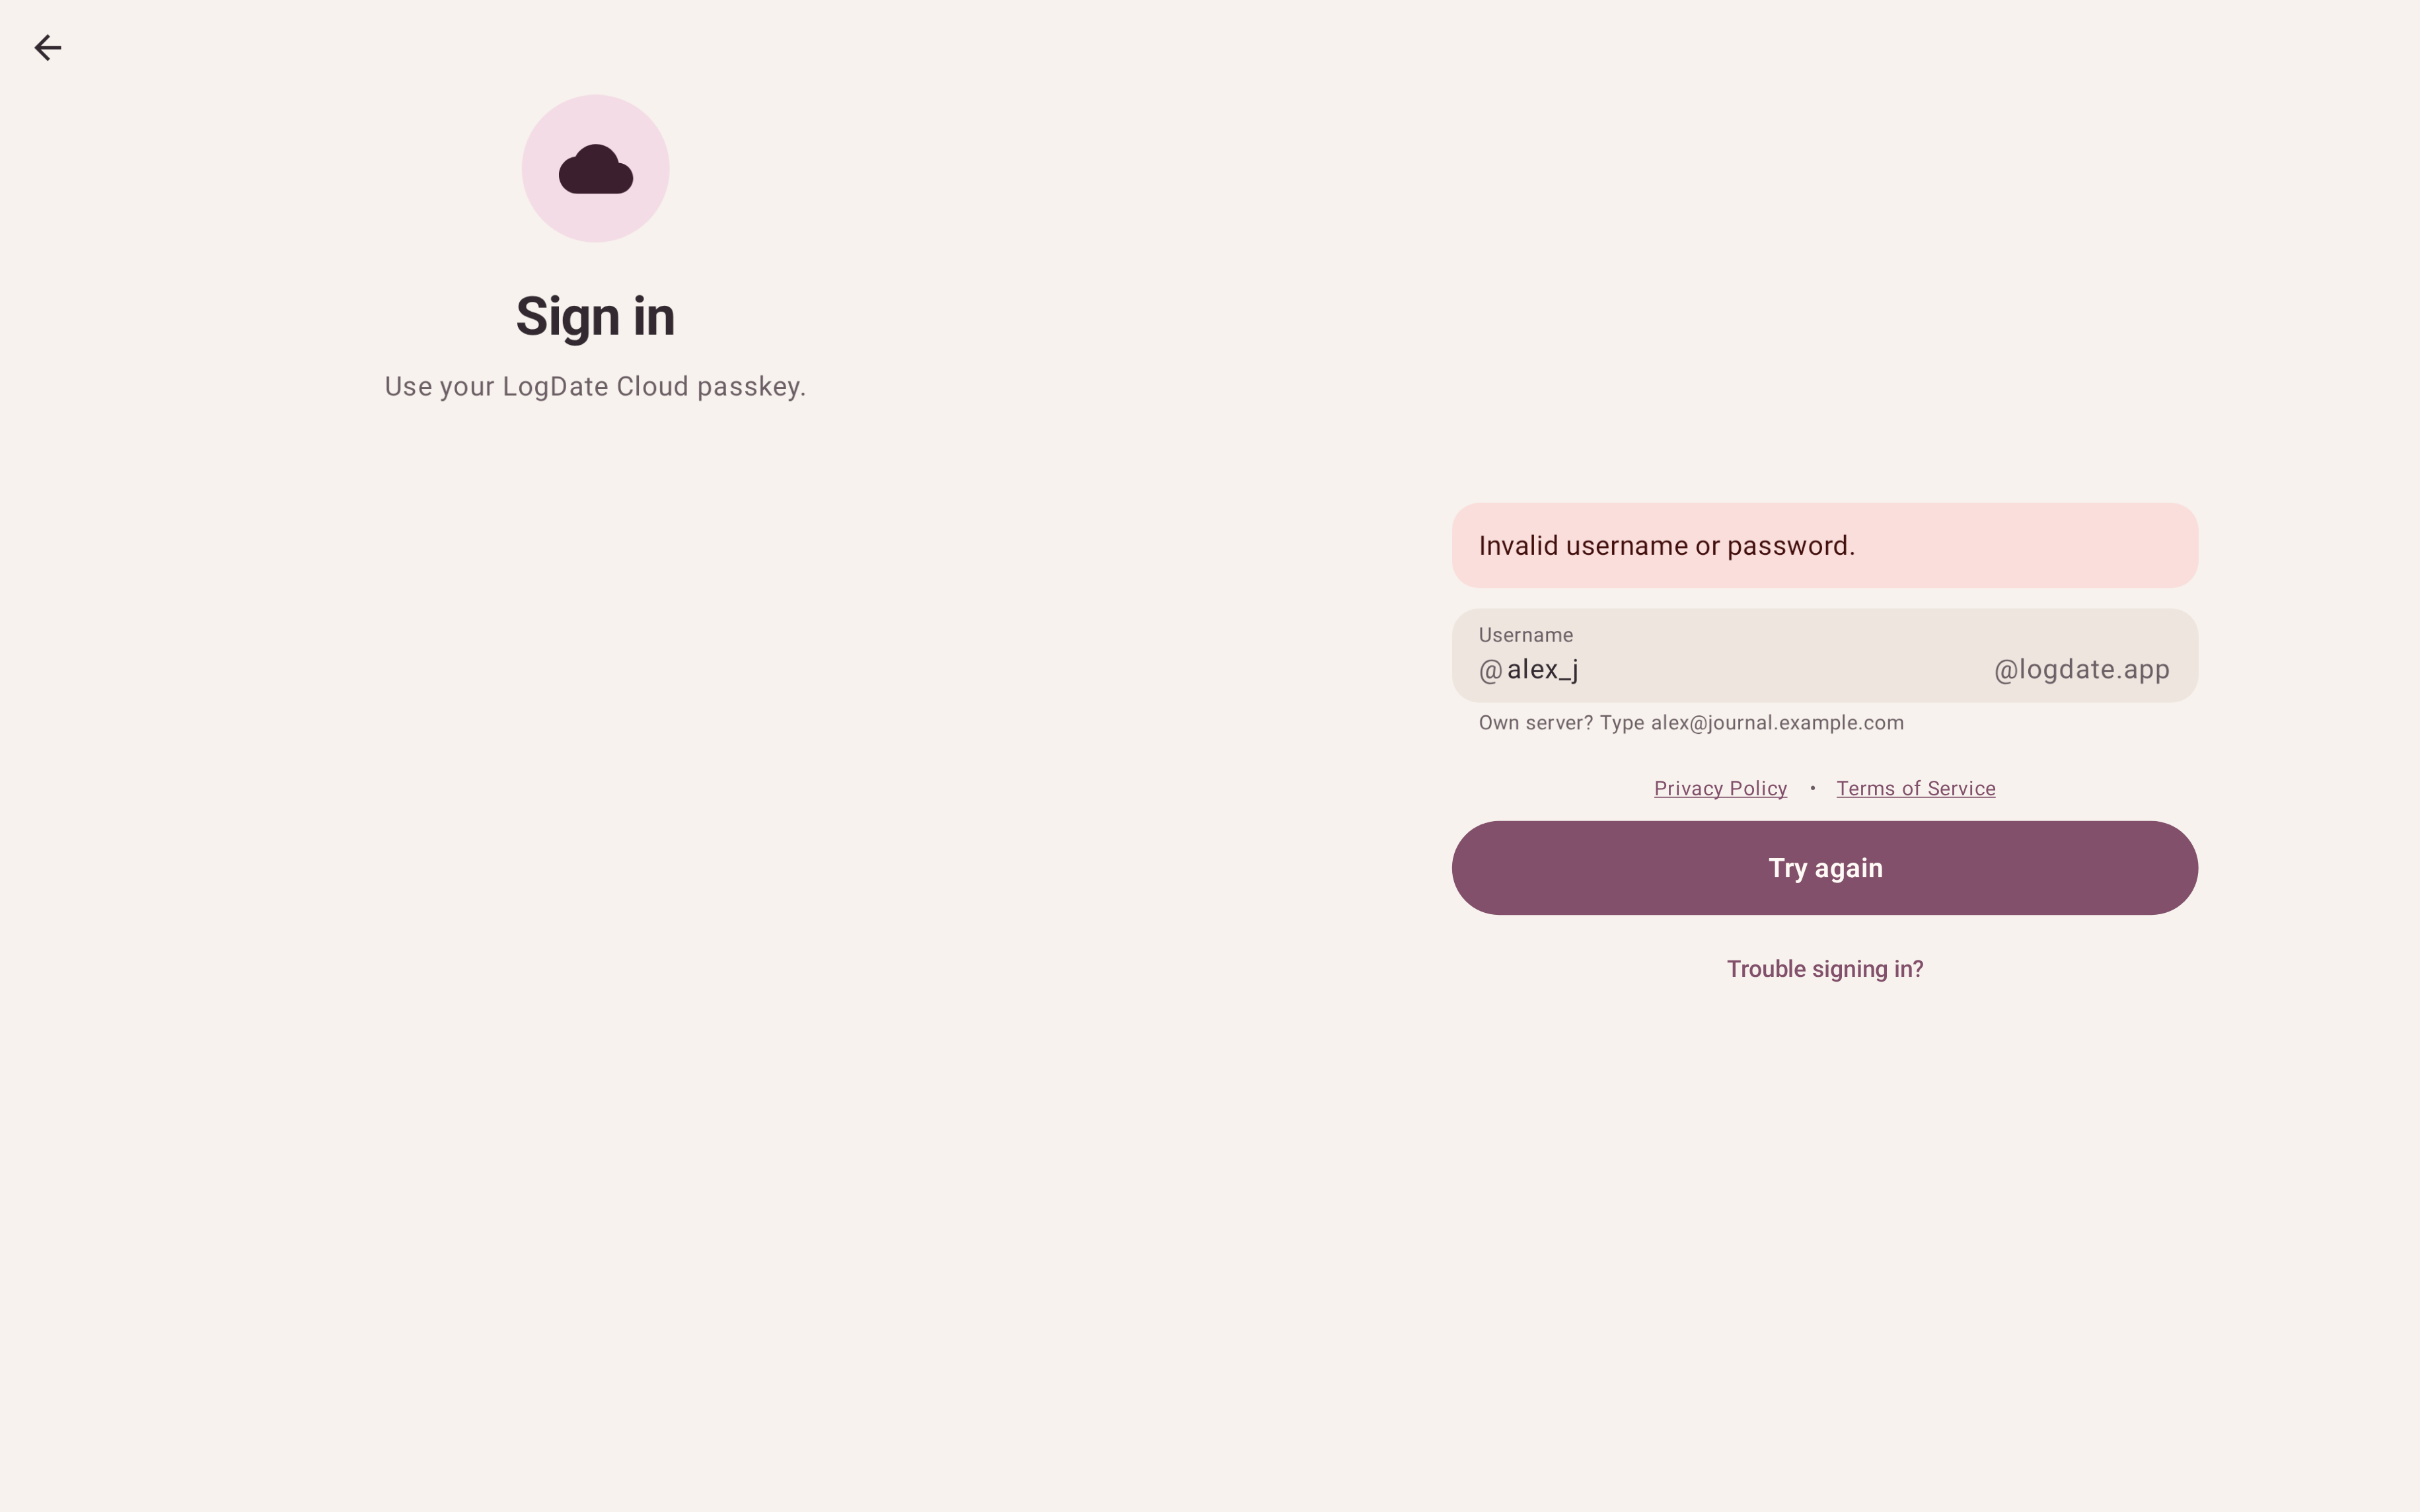 Sign in
Use your LogDate Cloud passkey.
Invalid username or password.
Username
@alex_j @logdate.app
Own server? Type alex@journal.example.com
Privacy Policy • Terms of Service
Try again
Trouble signing in?